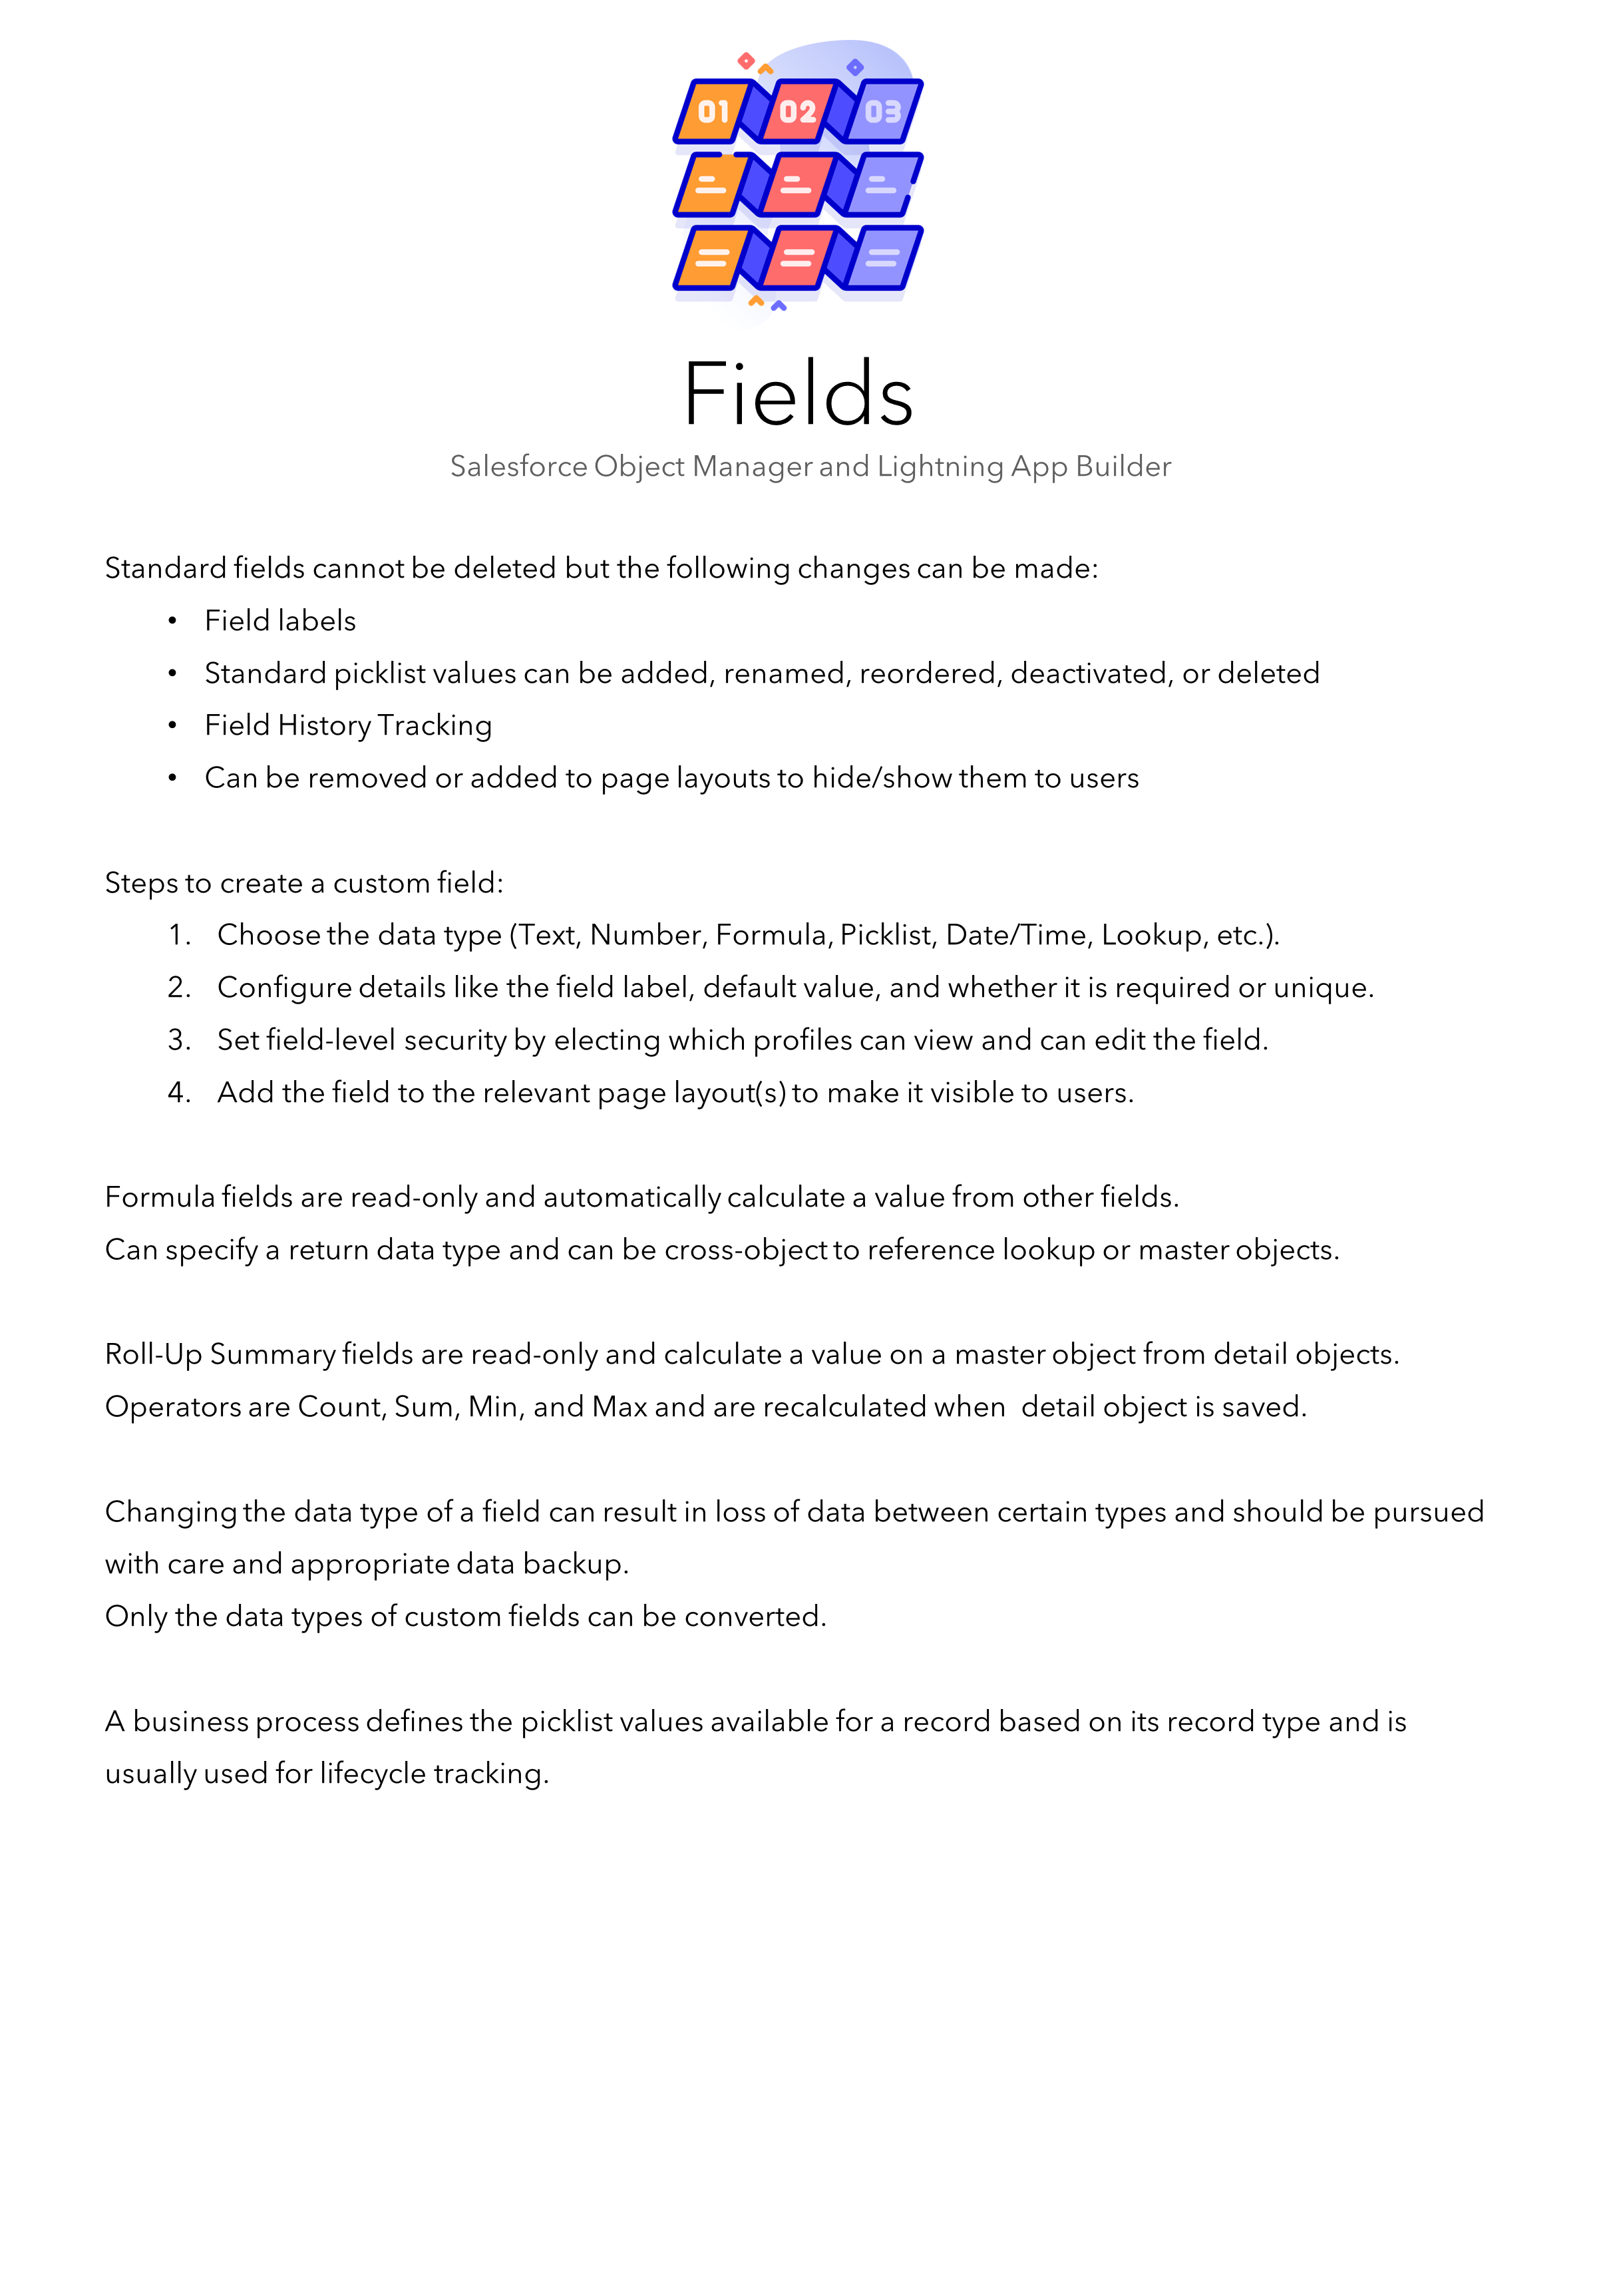 01 02 03
Fields
Salesforce Object Manager and Lightning App Builder
Standard fields cannot be deleted but the following changes can be made:
• Field labels
• Standard picklist values can be added, renamed, reordered, deactivated, or deleted
• Field History Tracking
• Can be removed or added to page layouts to hide/show them to users
Steps to create a custom field:
1. Choose the data type (Text, Number, Formula, Picklist, Date/Time, Lookup, etc.).
2. Configure details like the field label, default value, and whether it is required or unique.
3. Set field-level security by electing which profiles can view and can edit the field.
4. Add the field to the relevant page layout(s) to make it visible to users.
Formula fields are read-only and automatically calculate a value from other fields.
Can specify a return data type and can be cross-object to reference lookup or master objects.
Roll-Up Summary fields are read-only and calculate a value on a master object from detail objects.
Operators are Count, Sum, Min, and Max and are recalculated when  detail object is saved.
Changing the data type of a field can result in loss of data between certain types and should be pursued
with care and appropriate data backup.
Only the data types of custom fields can be converted.
A business process defines the picklist values available for a record based on its record type and is
usually used for lifecycle tracking.